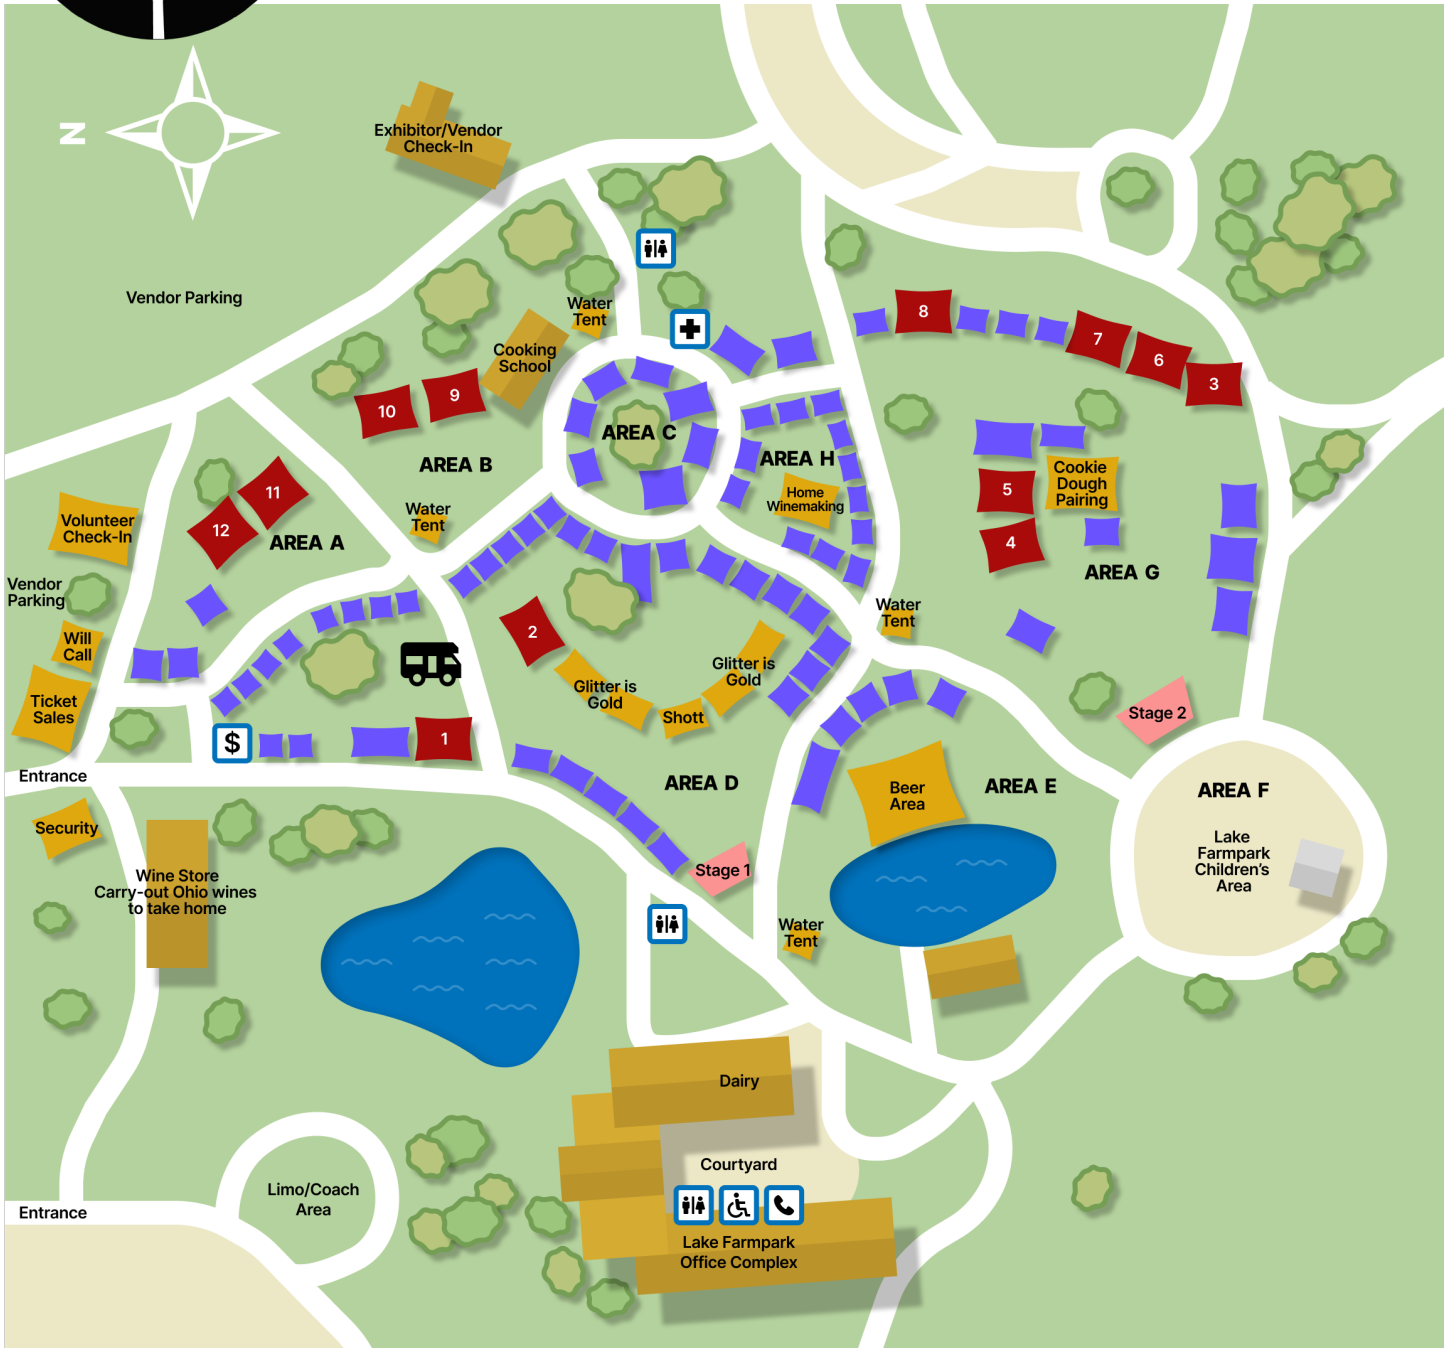 N
Exhibitor/Vendor
Check-In
Vendor Parking
Water
Tent
Cooking
School
8
7
6
3
10
9
AREA C
AREA B
AREA H
Home
Winemaking
Cookie
Dough
Pairing
5
4
AREA G
11
12
AREA A
Water
Tent
Volunteer
Check-In
Vendor
Parking
Will
Call
Ticket
Sales
2
Glitter is
Gold
Shott
Glitter is
Gold
Water
Tent
Stage 2
$
1
Entrance
AREA D
Beer
Area
AREA E
AREA F
Lake
Farmpark
Children's
Area
Security
Wine Store
Carry-out Ohio wines
to take home
Stage 1
Water
Tent
Dairy
Courtyard
Lake Farmpark
Office Complex
Limo/Coach
Area
Entrance